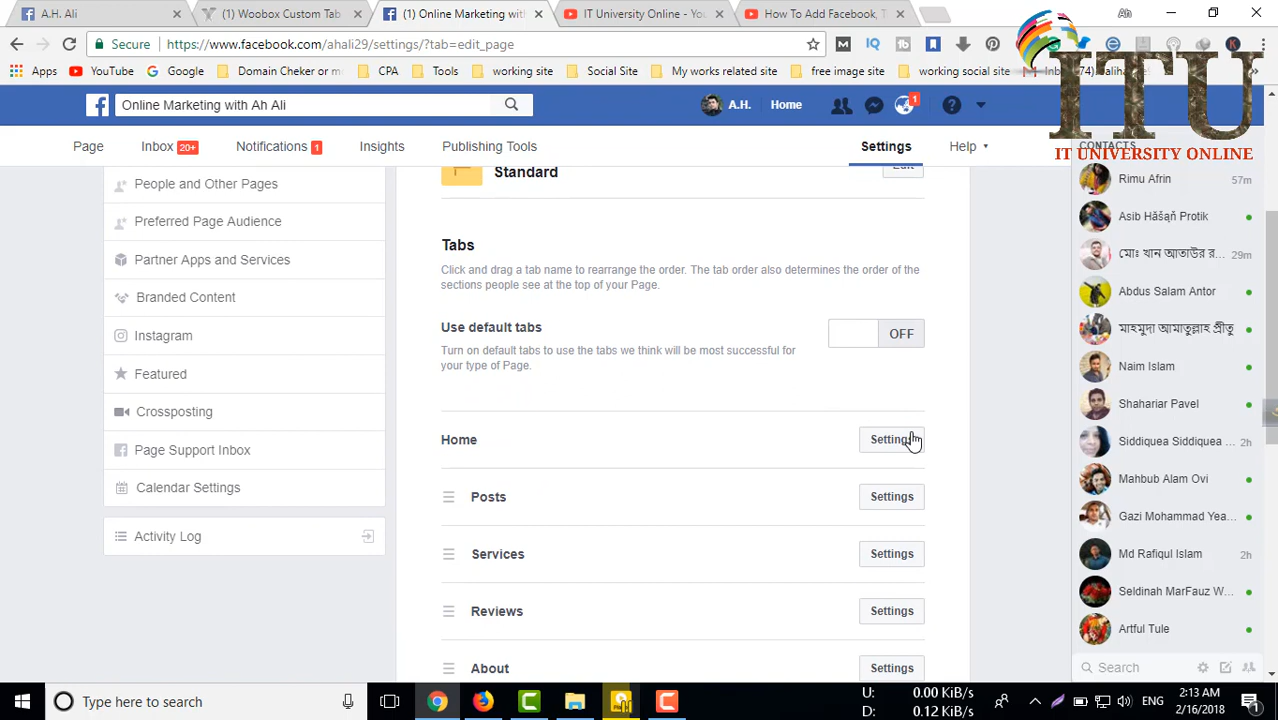 A.H. Ali
(1) Woobox Custom Tab
(1) Online Marketing with
IT University Online - You
How To Add Facebook, T
Ah
Secure
https://www.facebook.com/ahali29/settings/?tab=edit_page
Apps
YouTube
Google
Domain Cheker or m
CPA
Tools
working site
Social Site
My works related site
free image site
working social site
ITU
IT UNIVERSITY ONLINE
Online Marketing with Ah Ali
A.H.
Home
1
Page
Inbox 20+
Notifications 1
Insights
Publishing Tools
Settings
Help
CONTACTS
People and Other Pages
Preferred Page Audience
Partner Apps and Services
Branded Content
Instagram
Featured
Crossposting
Page Support Inbox
Calendar Settings
Activity Log
Standard
Edit
Tabs
Click and drag a tab name to rearrange the order. The tab order also determines the order of the
sections people see at the top of your Page.
Use default tabs
OFF
Turn on default tabs to use the tabs we think will be most successful for
your type of Page.
Home
Settings
Posts
Settings
Services
Settings
Reviews
Settings
About
Settings
Rimu Afrin
57m
Asib Hăšąň Protik
মোঃ খান আতাউর র...
29m
Abdus Salam Antor
মাহমুদা আমাতুল্লাহ প্রীতু
Naim Islam
Shahariar Pavel
Siddiquea Siddiquea ...
2h
Mahbub Alam Ovi
Gazi Mohammad Yea...
Md Rafiqul Islam
2h
Seldinah MarFauz W...
Artful Tule
Search
Type here to search
U: 0.00 KiB/s
D: 0.12 KiB/s
ENG
2:13 AM
2/16/2018